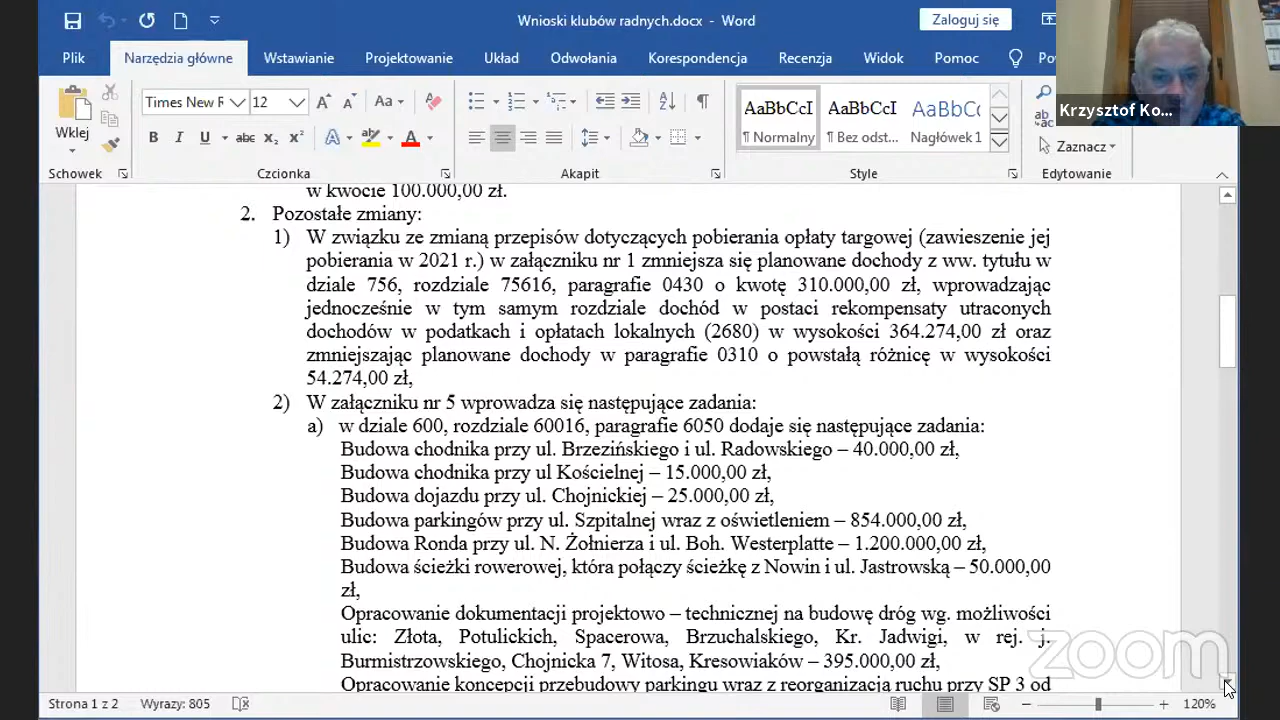 Wnioski klubów radnych.docx - Word
Zaloguj się
Plik
Narzędzia główne
Wstawianie
Projektowanie
Układ
Odwołania
Korespondencja
Recenzja
Widok
Pomoc
Wklej
Times New R
12
AaBbCcI
AaBbCcI
AaBbC
¶ Normalny
¶ Bez odst...
Nagłówek 1
Zaznacz
Krzysztof Ko...
Schowek
Czcionka
Akapit
Style
Edytowanie
w kwocie 100.000,00 zł.
2. Pozostałe zmiany:
1) W związku ze zmianą przepisów dotyczących pobierania opłaty targowej (zawieszenie jej
pobierania w 2021 r.) w załączniku nr 1 zmniejsza się planowane dochody z ww. tytułu w
dziale 756, rozdziale 75616, paragrafie 0430 o kwotę 310.000,00 zł, wprowadzając
jednocześnie w tym samym rozdziale dochód w postaci rekompensaty utraconych
dochodów w podatkach i opłatach lokalnych (2680) w wysokości 364.274,00 zł oraz
zmniejszając planowane dochody w paragrafie 0310 o powstałą różnicę w wysokości
54.274,00 zł,
2) W załączniku nr 5 wprowadza się następujące zadania:
a) w dziale 600, rozdziale 60016, paragrafie 6050 dodaje się następujące zadania:
Budowa chodnika przy ul. Brzezińskiego i ul. Radowskiego – 40.000,00 zł,
Budowa chodnika przy ul Kościelnej – 15.000,00 zł,
Budowa dojazdu przy ul. Chojnickiej – 25.000,00 zł,
Budowa parkingów przy ul. Szpitalnej wraz z oświetleniem – 854.000,00 zł,
Budowa Ronda przy ul. N. Żołnierza i ul. Boh. Westerplatte – 1.200.000,00 zł,
Budowa ścieżki rowerowej, która połączy ścieżkę z Nowin i ul. Jastrowską – 50.000,00
zł,
Opracowanie dokumentacji projektowo – technicznej na budowę dróg wg. możliwości
ulic: Złota, Potulickich, Spacerowa, Brzuchalskiego, Kr. Jadwigi, w rej. j.
Burmistrzowskiego, Chojnicka 7, Witosa, Kresowiaków – 395.000,00 zł,
Opracowanie koncepcji przebudowy parkingu wraz z reorganizacją ruchu przy SP 3 od
zoom
Strona 1 z 2
Wyrazy: 805
120%